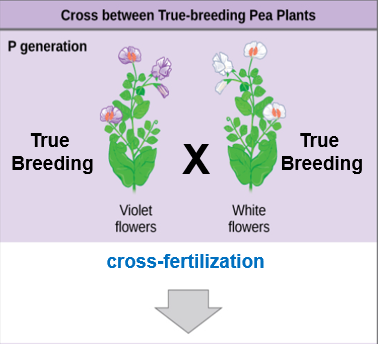 Cross between True-breeding Pea Plants
P generation
True
Breeding
X
True
Breeding
Violet
flowers
White
flowers
cross-fertilization